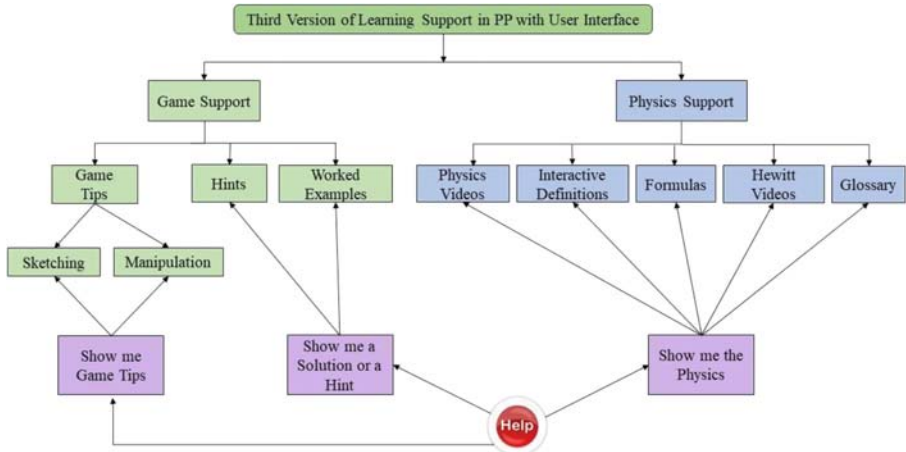 Third Version of Learning Support in PP with User Interface
Game Support
Physics Support
Game
Tips
Hints
Worked
Examples
Physics
Videos
Interactive
Definitions
Formulas
Hewitt
Videos
Glossary
Sketching
Manipulation
Show me
Game Tips
Show me a
Solution or a
Hint
Show me the
Physics
Help